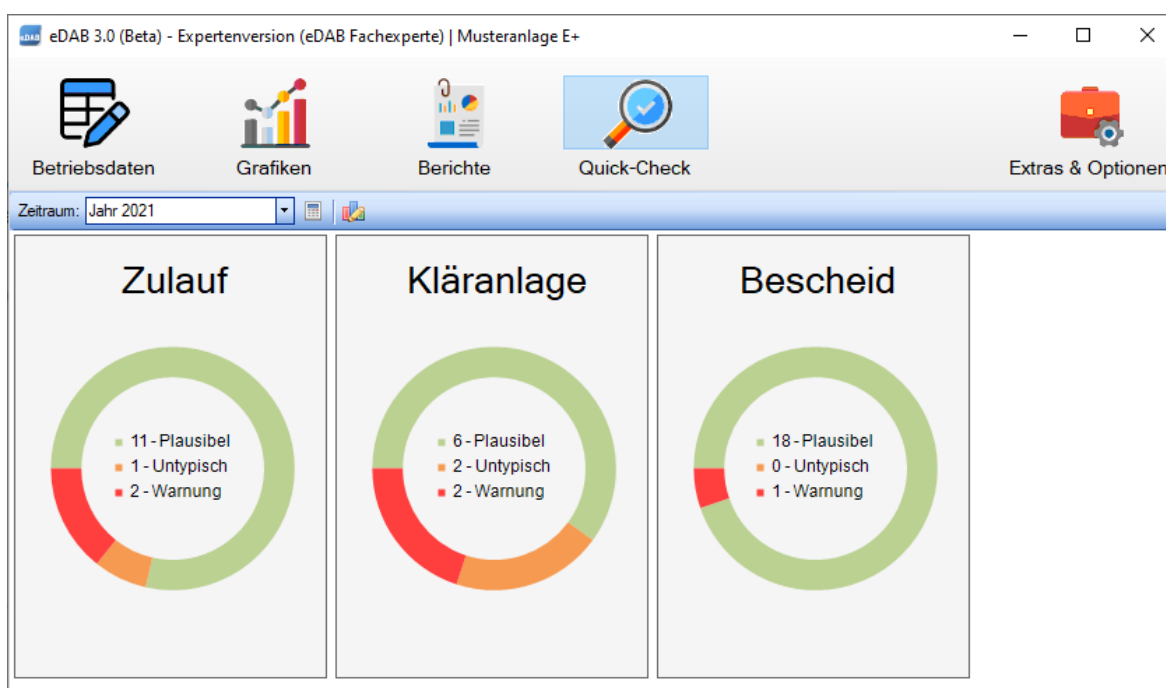 eDAB 3.0 (Beta) - Expertenversion (eDAB Fachexperte) | Musteranlage E+
Betriebsdaten
Grafiken
Berichte
Quick-Check
Extras & Optionen
Zeitraum: Jahr 2021
Zulauf
11 - Plausibel
1 - Untypisch
2 - Warnung
Kläranlage
6 - Plausibel
2 - Untypisch
2 - Warnung
Bescheid
18 - Plausibel
0 - Untypisch
1 - Warnung